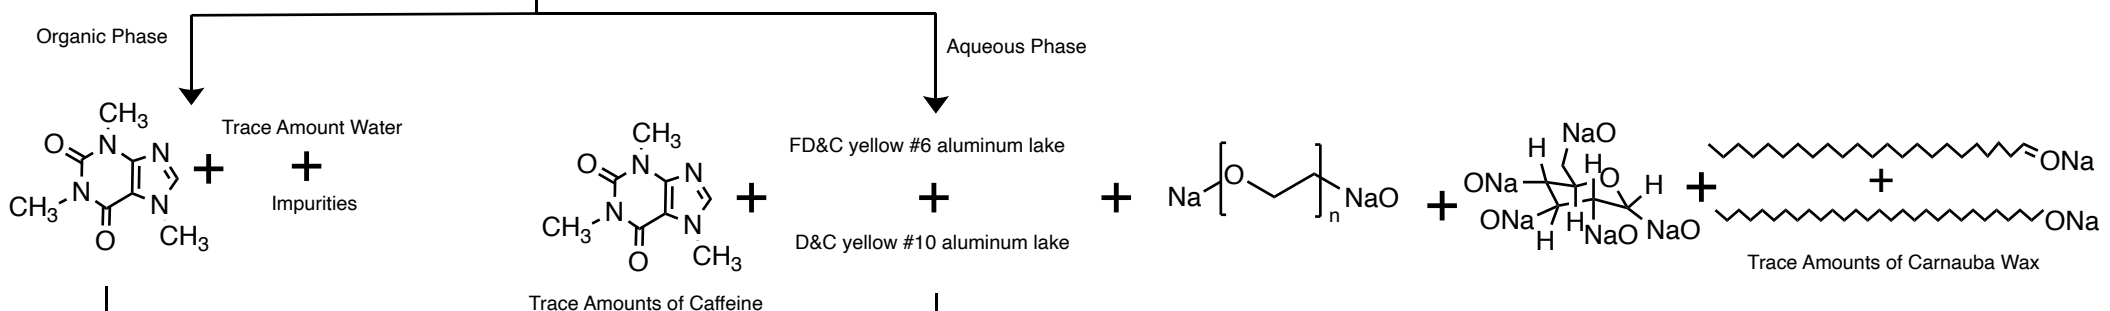 Organic Phase
Aqueous Phase
CH3
O
N
N
N
N
CH3
O
CH3
+
Trace Amount Water
+
Impurities
CH3
O
N
N
N
N
CH3
O
CH3
Trace Amounts of Caffeine
+
FD&C yellow #6 aluminum lake
+
D&C yellow #10 aluminum lake
+
Na
O
n
NaO
+
NaO
H
H
O
H
ONa
ONa
H
H
NaO
NaO
+
ONa
+
ONa
Trace Amounts of Carnauba Wax